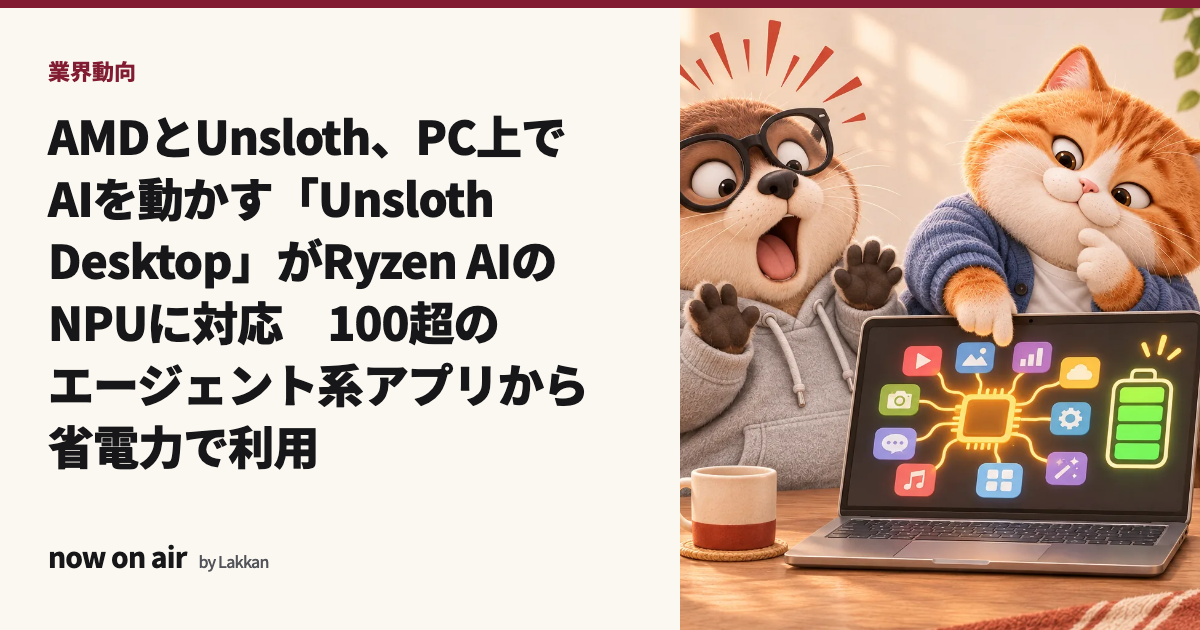 業界動向
AMDとUnsloth、PC上で
AIを動かす「Unsloth
Desktop」がRyzen AIの
NPUに対応　100超の
エージェント系アプリから
省電力で利用
now on air by Lakkan